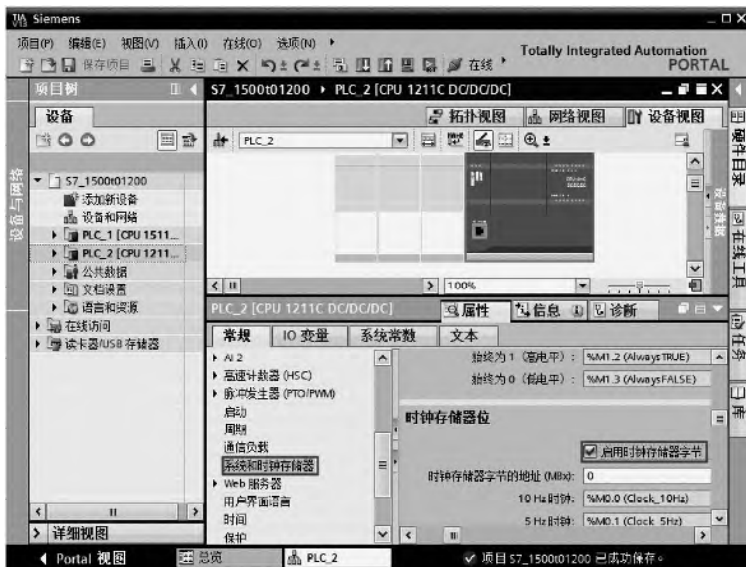 Siemens
项目(P) 编辑(E) 视图(V) 插入(I) 在线(O) 选项(N)
Totally Integrated Automation
PORTAL
保存项目
在线
项目树
S7_1500t01200 PLC_2 [CPU 1211C DC/DC/DC]
设备
拓扑视图 网络视图 设备视图
PLC_2
设备与网络
S7_1500t01200
添加新设备
设备和网络
PLC_1 [CPU 1511...
PLC_2 [CPU 1211...
公共数据
文档设置
语言和资源
在线访问
读卡器/USB 存储器
详细视图
100%
PLC_2 [CPU 1211C DC/DC/DC]
属性 信息 诊断
常规 IO 变量 系统常数 文本
AI 2
高速计数器 (HSC)
脉冲发生器 (PTO/PWM)
启动
周期
通信负载
系统和时钟存储器
Web 服务器
用户界面语言
时间
保护
始终为 1 (高电平): %M1.2 (AlwaysTRUE)
始终为 0 (低电平): %M1.3 (AlwaysFALSE)
时钟存储器位
启用时钟存储器字节
时钟存储器字节的地址 (MBx): 0
10 Hz时钟: %M0.0 (Clock_10Hz)
5 Hz时钟: %M0.1 (Clock_5Hz)
硬件目录
在线工具
任务
库
设备数据
Portal 视图 总览 PLC_2 项目 S7_1500t01200 已成功保存。